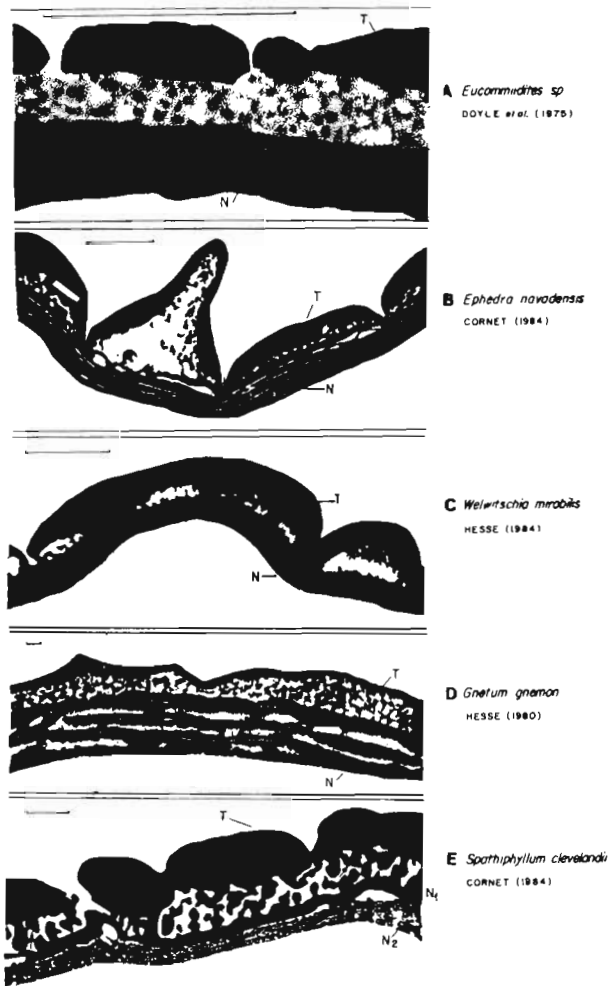 T
A Eucommiidites sp
DOYLE et al. (1975)
N
B Ephedra navadensis
CORNET (1984)
T
N
C Welwitschia mirabilis
HESSE (1984)
T
N
D Gnetum gnemon
HESSE (1980)
T
N
E Spathiphyllum clevelandii
CORNET (1984)
T
N1
N2